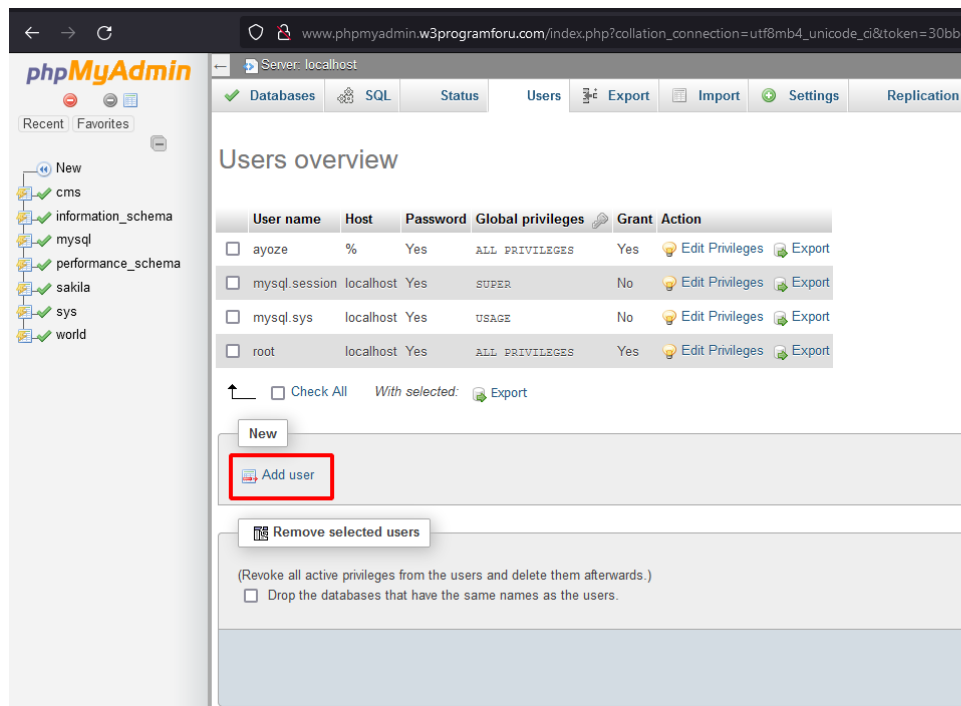 www.phpmyadmin.w3programforu.com/index.php?collation_connection=utf8mb4_unicode_ci&token=30bb
phpMyAdmin
Recent Favorites
New
cms
information_schema
mysql
performance_schema
sakila
sys
world
Server: localhost
Databases SQL Status Users Export Import Settings Replication
Users overview
User name Host Password Global privileges Grant Action
ayoze % Yes ALL PRIVILEGES Yes Edit Privileges Export
mysql.session localhost Yes SUPER No Edit Privileges Export
mysql.sys localhost Yes USAGE No Edit Privileges Export
root localhost Yes ALL PRIVILEGES Yes Edit Privileges Export
Check All With selected: Export
New
Add user
Remove selected users
(Revoke all active privileges from the users and delete them afterwards.)
Drop the databases that have the same names as the users.